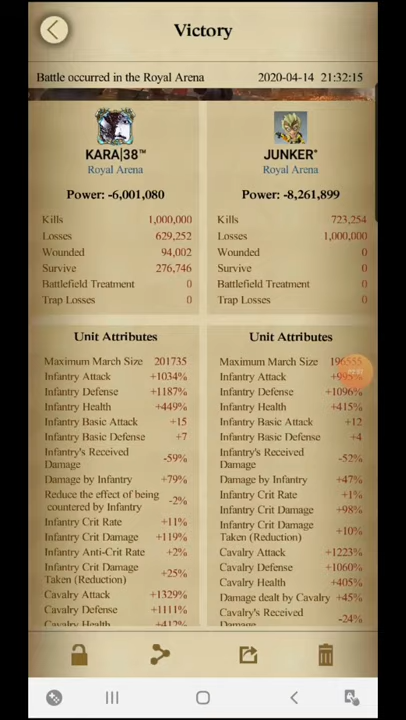 Victory
Battle occurred in the Royal Arena 2020-04-14 21:32:15
KARA|38™
Royal Arena
Power: -6,001,080
Kills 1,000,000
Losses 629,252
Wounded 94,002
Survive 276,746
Battlefield Treatment 0
Trap Losses 0
JUNKER*
Royal Arena
Power: -8,261,899
Kills 723,254
Losses 1,000,000
Wounded 0
Survive 0
Battlefield Treatment 0
Trap Losses 0
Unit Attributes
Maximum March Size 201735
Infantry Attack +1034%
Infantry Defense +1187%
Infantry Health +449%
Infantry Basic Attack +15
Infantry Basic Defense +7
Infantry's Received
Damage -59%
Damage by Infantry +79%
Reduce the effect of being
countered by Infantry -2%
Infantry Crit Rate +11%
Infantry Crit Damage +119%
Infantry Anti-Crit Rate +2%
Infantry Crit Damage
Taken (Reduction) +25%
Cavalry Attack +1329%
Cavalry Defense +1111%
Cavalry Health +412%
Unit Attributes
Maximum March Size 196555
Infantry Attack +995%
Infantry Defense +1096%
Infantry Health +415%
Infantry Basic Attack +12
Infantry Basic Defense +4
Infantry's Received
Damage -52%
Damage by Infantry +47%
Infantry Crit Rate +1%
Infantry Crit Damage +98%
Infantry Crit Damage
Taken (Reduction) +10%
Cavalry Attack +1223%
Cavalry Defense +1060%
Cavalry Health +405%
Damage dealt by Cavalry +45%
Cavalry's Received
Damage -24%